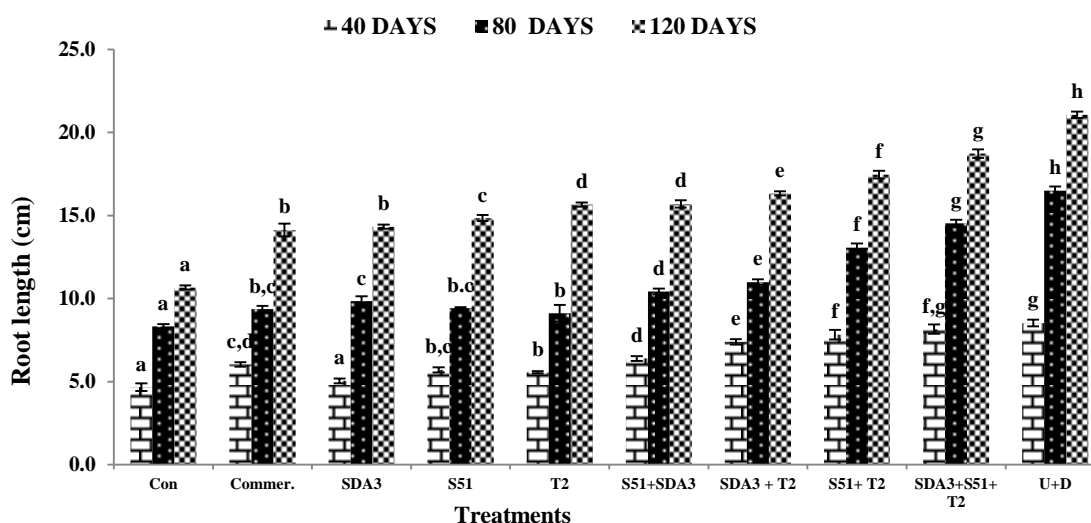 40 DAYS 80 DAYS 120 DAYS
25.0
20.0
15.0
10.0
5.0
0.0
Root length (cm)
a a a
c,d b,c b
a c b
b,c b.c c
b b d
d d d
e e e
f f f
f,g g g
g h h
Con Commer. SDA3 S51 T2 S51+SDA3 SDA3 + T2 S51+ T2 SDA3+S51+ U+D
T2
Treatments